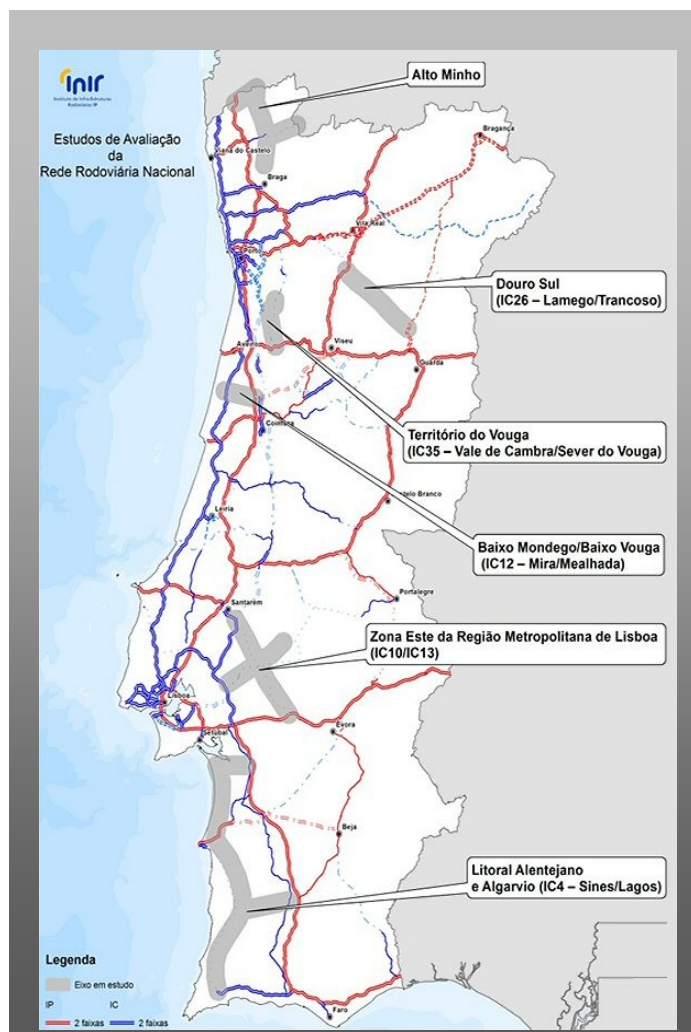 inir
Instituto de Infra-Estruturas
Rodoviárias IP
Estudos de Avaliação
da
Rede Rodoviária Nacional
Alto Minho
Bragança
Viana do Castelo
Braga
Vila Real
Porto
Douro Sul
(IC26 – Lamego/Trancoso)
Aveiro
Viseu
Guarda
Coimbra
Território do Vouga
(IC35 – Vale de Cambra/Sever do Vouga)
telo Branco
Leiria
Baixo Mondego/Baixo Vouga
(IC12 – Mira/Mealhada)
Portalegre
Santarém
Zona Este da Região Metropolitana de Lisboa
(IC10/IC13)
Lisboa
Setúbal
Évora
Beja
Litoral Alentejano
e Algarvio (IC4 – Sines/Lagos)
Faro
Legenda
Eixo em estudo
IP IC
2 faixas 2 faixas